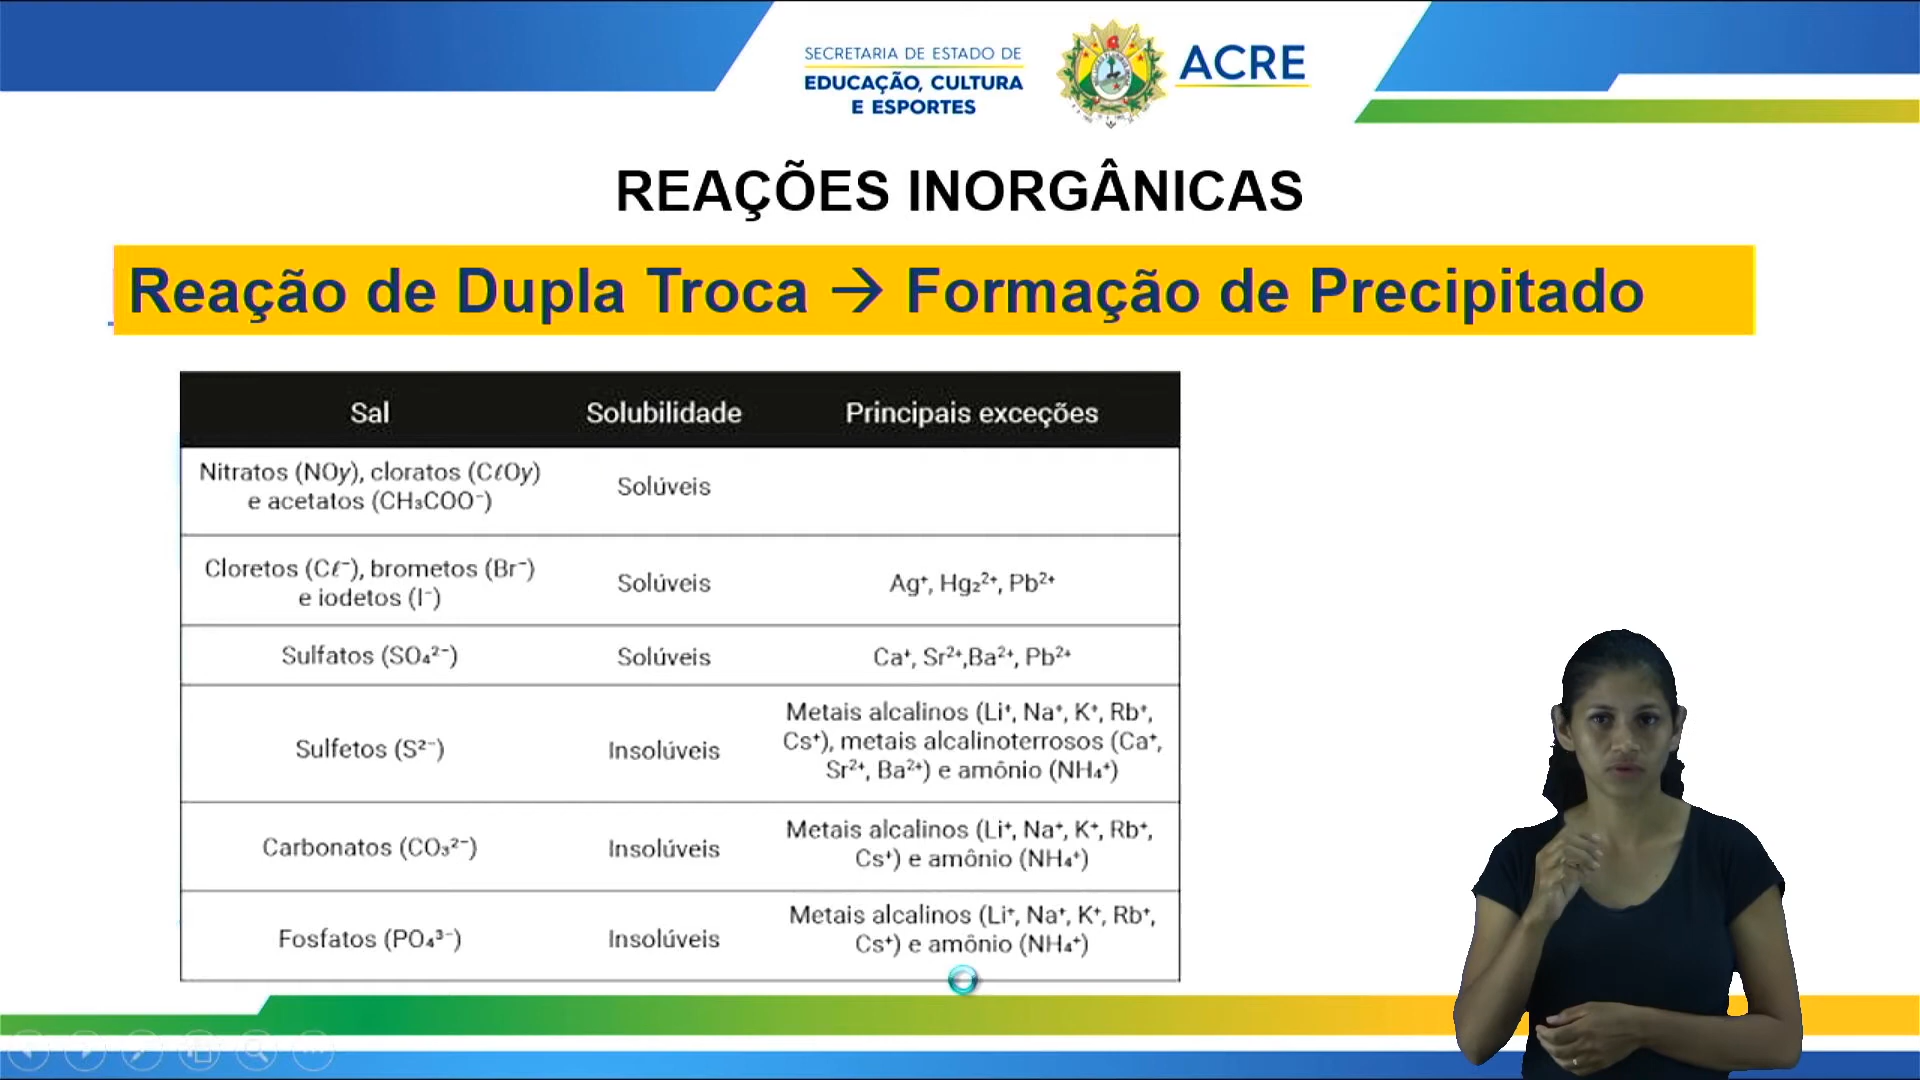 SECRETARIA DE ESTADO DE
EDUCAÇÃO, CULTURA
E ESPORTES
ACRE
REAÇÕES INORGÂNICAS
Reação de Dupla Troca → Formação de Precipitado
Sal Solubilidade Principais exceções
Nitratos (NOy), cloratos (CℓOy)
e acetatos (CH₃COO⁻)
Solúveis
Cloretos (Cℓ⁻), brometos (Br⁻)
e iodetos (I⁻)
Solúveis
Ag⁺, Hg₂²⁺, Pb²⁺
Sulfatos (SO₄²⁻) Solúveis Ca⁺, Sr²⁺,Ba²⁺, Pb²⁺
Sulfetos (S²⁻)
Insolúveis
Metais alcalinos (Li⁺, Na⁺, K⁺, Rb⁺,
Cs⁺), metais alcalinoterrosos (Ca⁺,
Sr²⁺, Ba²⁺) e amônio (NH₄⁺)
Carbonatos (CO₃²⁻)
Insolúveis
Metais alcalinos (Li⁺, Na⁺, K⁺, Rb⁺,
Cs⁺) e amônio (NH₄⁺)
Fosfatos (PO₄³⁻)
Insolúveis
Metais alcalinos (Li⁺, Na⁺, K⁺, Rb⁺,
Cs⁺) e amônio (NH₄⁺)